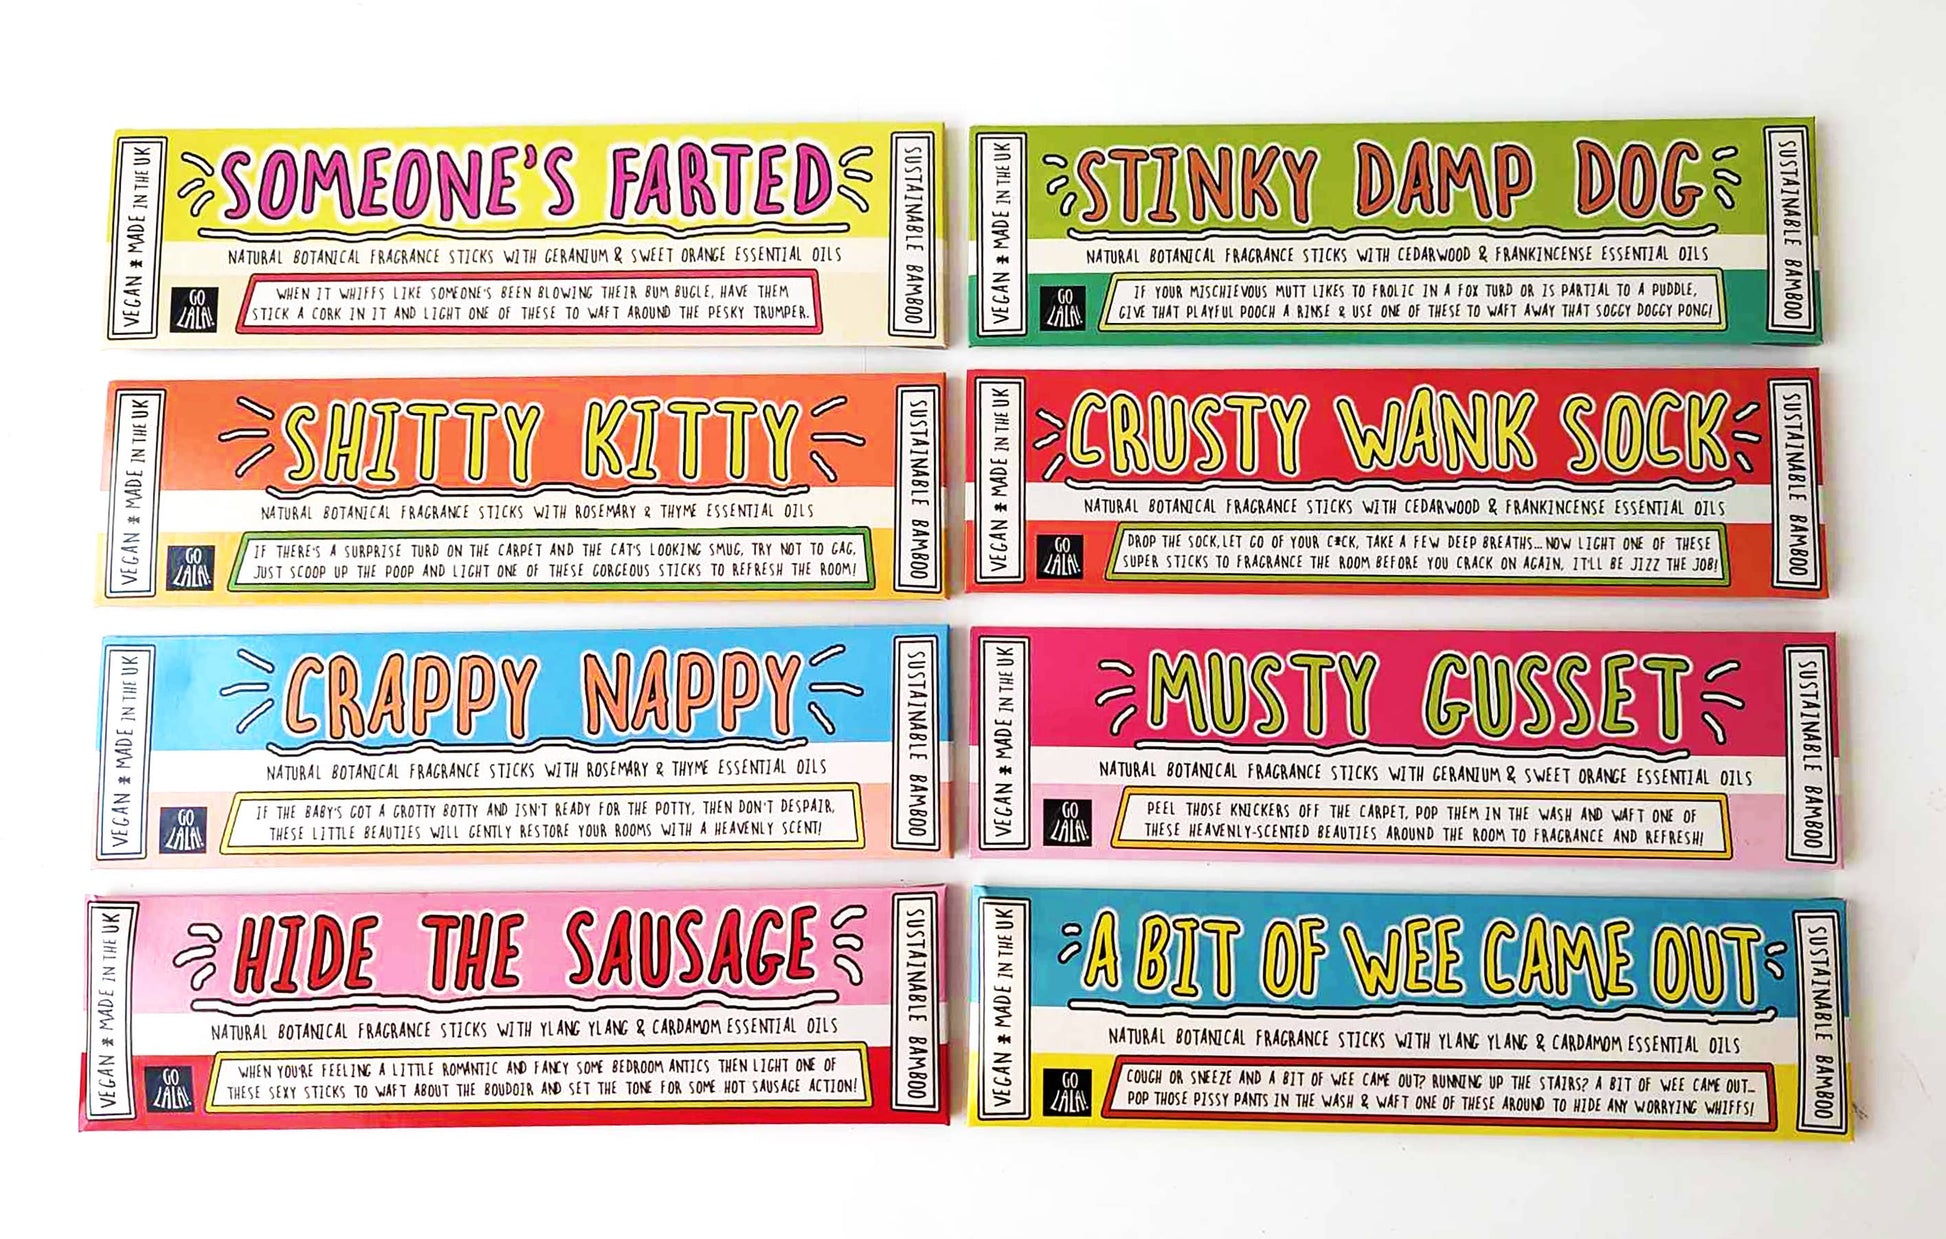 VEGAN * MADE IN THE UK
SOMEONE'S FARTED
NATURAL BOTANICAL FRAGRANCE STICKS WITH GERANIUM & SWEET ORANGE ESSENTIAL OILS
GO
LALA!
WHEN IT WHIFFS LIKE SOMEONE'S BEEN BLOWING THEIR BUM BUGLE, HAVE THEM
STICK A CORK IN IT AND LIGHT ONE OF THESE TO WAFT AROUND THE PESKY TRUMPER.
SUSTAINABLE BAMBOO
VEGAN * MADE IN THE UK
STINKY DAMP DOG
NATURAL BOTANICAL FRAGRANCE STICKS WITH CEDARWOOD & FRANKINCENSE ESSENTIAL OILS
GO
LALA!
IF YOUR MISCHIEVOUS MUTT LIKES TO FROLIC IN A FOX TURD OR IS PARTIAL TO A PUDDLE,
GIVE THAT PLAYFUL POOCH A RINSE & USE ONE OF THESE TO WAFT AWAY THAT SOGGY DOGGY PONG!
SUSTAINABLE BAMBOO
VEGAN * MADE IN THE UK
SHITTY KITTY
NATURAL BOTANICAL FRAGRANCE STICKS WITH ROSEMARY & THYME ESSENTIAL OILS
GO
LALA!
IF THERE'S A SURPRISE TURD ON THE CARPET AND THE CAT'S LOOKING SMUG, TRY NOT TO GAG,
JUST SCOOP UP THE POOP AND LIGHT ONE OF THESE GORGEOUS STICKS TO REFRESH THE ROOM!
SUSTAINABLE BAMBOO
VEGAN * MADE IN THE UK
CRUSTY WANK SOCK
NATURAL BOTANICAL FRAGRANCE STICKS WITH CEDARWOOD & FRANKINCENSE ESSENTIAL OILS
GO
LALA!
DROP THE SOCK, LET GO OF YOUR C*CK, TAKE A FEW DEEP BREATHS... NOW LIGHT ONE OF THESE
SUPER STICKS TO FRAGRANCE THE ROOM BEFORE YOU CRACK ON AGAIN, IT'LL BE JIZZ THE JOB!
SUSTAINABLE BAMBOO
VEGAN * MADE IN THE UK
CRAPPY NAPPY
NATURAL BOTANICAL FRAGRANCE STICKS WITH ROSEMARY & THYME ESSENTIAL OILS
GO
LALA!
IF THE BABY'S GOT A GROTTY BOTTY AND ISN'T READY FOR THE POTTY, THEN DON'T DESPAIR,
THESE LITTLE BEAUTIES WILL GENTLY RESTORE YOUR ROOMS WITH A HEAVENLY SCENT!
SUSTAINABLE BAMBOO
VEGAN * MADE IN THE UK
MUSTY GUSSET
NATURAL BOTANICAL FRAGRANCE STICKS WITH GERANIUM & SWEET ORANGE ESSENTIAL OILS
GO
LALA!
PEEL THOSE KNICKERS OFF THE CARPET, POP THEM IN THE WASH AND WAFT ONE OF
THESE HEAVENLY-SCENTED BEAUTIES AROUND THE ROOM TO FRAGRANCE AND REFRESH!
SUSTAINABLE BAMBOO
VEGAN * MADE IN THE UK
HIDE THE SAUSAGE
NATURAL BOTANICAL FRAGRANCE STICKS WITH YLANG YLANG & CARDAMOM ESSENTIAL OILS
GO
LALA!
WHEN YOU'RE FEELING A LITTLE ROMANTIC AND FANCY SOME BEDROOM ANTICS THEN LIGHT ONE OF
THESE SEXY STICKS TO WAFT ABOUT THE BOUDOIR AND SET THE TONE FOR SOME HOT SAUSAGE ACTION!
SUSTAINABLE BAMBOO
VEGAN * MADE IN THE UK
A BIT OF WEE CAME OUT
NATURAL BOTANICAL FRAGRANCE STICKS WITH YLANG YLANG & CARDAMOM ESSENTIAL OILS
GO
LALA!
COUGH OR SNEEZE AND A BIT OF WEE CAME OUT? RUNNING UP THE STAIRS? A BIT OF WEE CAME OUT...
POP THOSE PISSY PANTS IN THE WASH & WAFT ONE OF THESE AROUND TO HIDE ANY WORRYING WHIFFS!
SUSTAINABLE BAMBOO